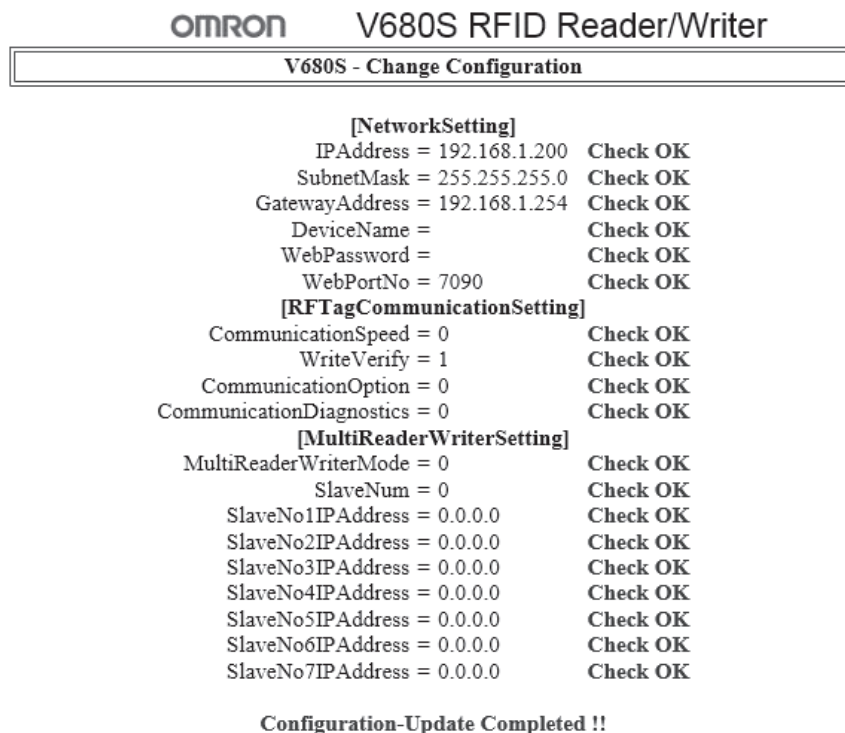 OMRON V680S RFID Reader/Writer
V680S - Change Configuration
[NetworkSetting]
IPAddress = 192.168.1.200 Check OK
SubnetMask = 255.255.255.0 Check OK
GatewayAddress = 192.168.1.254 Check OK
DeviceName = Check OK
WebPassword = Check OK
WebPortNo = 7090 Check OK
[RFTagCommunicationSetting]
CommunicationSpeed = 0 Check OK
WriteVerify = 1 Check OK
CommunicationOption = 0 Check OK
CommunicationDiagnostics = 0 Check OK
[MultiReaderWriterSetting]
MultiReaderWriterMode = 0 Check OK
SlaveNum = 0 Check OK
SlaveNo1IPAddress = 0.0.0.0 Check OK
SlaveNo2IPAddress = 0.0.0.0 Check OK
SlaveNo3IPAddress = 0.0.0.0 Check OK
SlaveNo4IPAddress = 0.0.0.0 Check OK
SlaveNo5IPAddress = 0.0.0.0 Check OK
SlaveNo6IPAddress = 0.0.0.0 Check OK
SlaveNo7IPAddress = 0.0.0.0 Check OK
Configuration-Update Completed !!